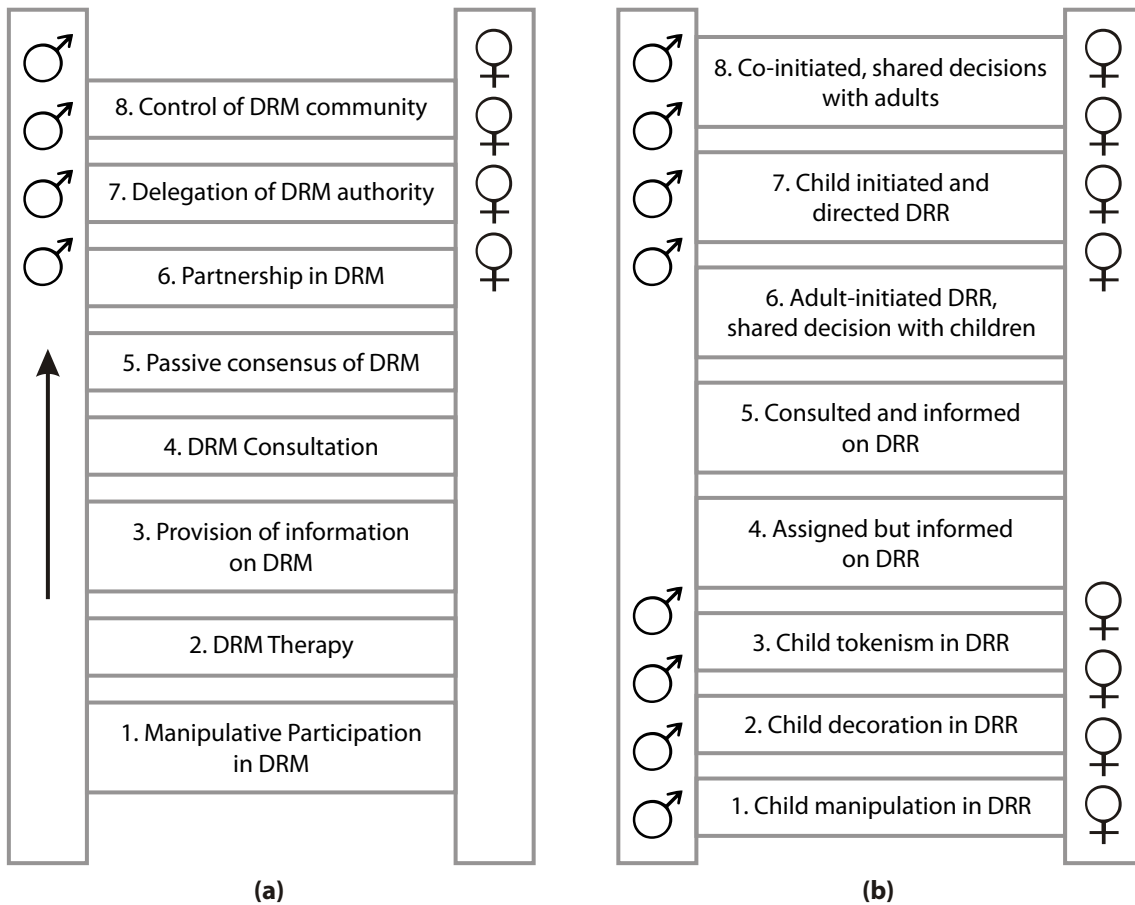 8. Control of DRM community
7. Delegation of DRM authority
6. Partnership in DRM
5. Passive consensus of DRM
4. DRM Consultation
3. Provision of information
on DRM
2. DRM Therapy
1. Manipulative Participation
in DRM
(a)
8. Co-initiated, shared decisions
with adults
7. Child initiated and
directed DRR
6. Adult-initiated DRR,
shared decision with children
5. Consulted and informed
on DRR
4. Assigned but informed
on DRR
3. Child tokenism in DRR
2. Child decoration in DRR
1. Child manipulation in DRR
(b)